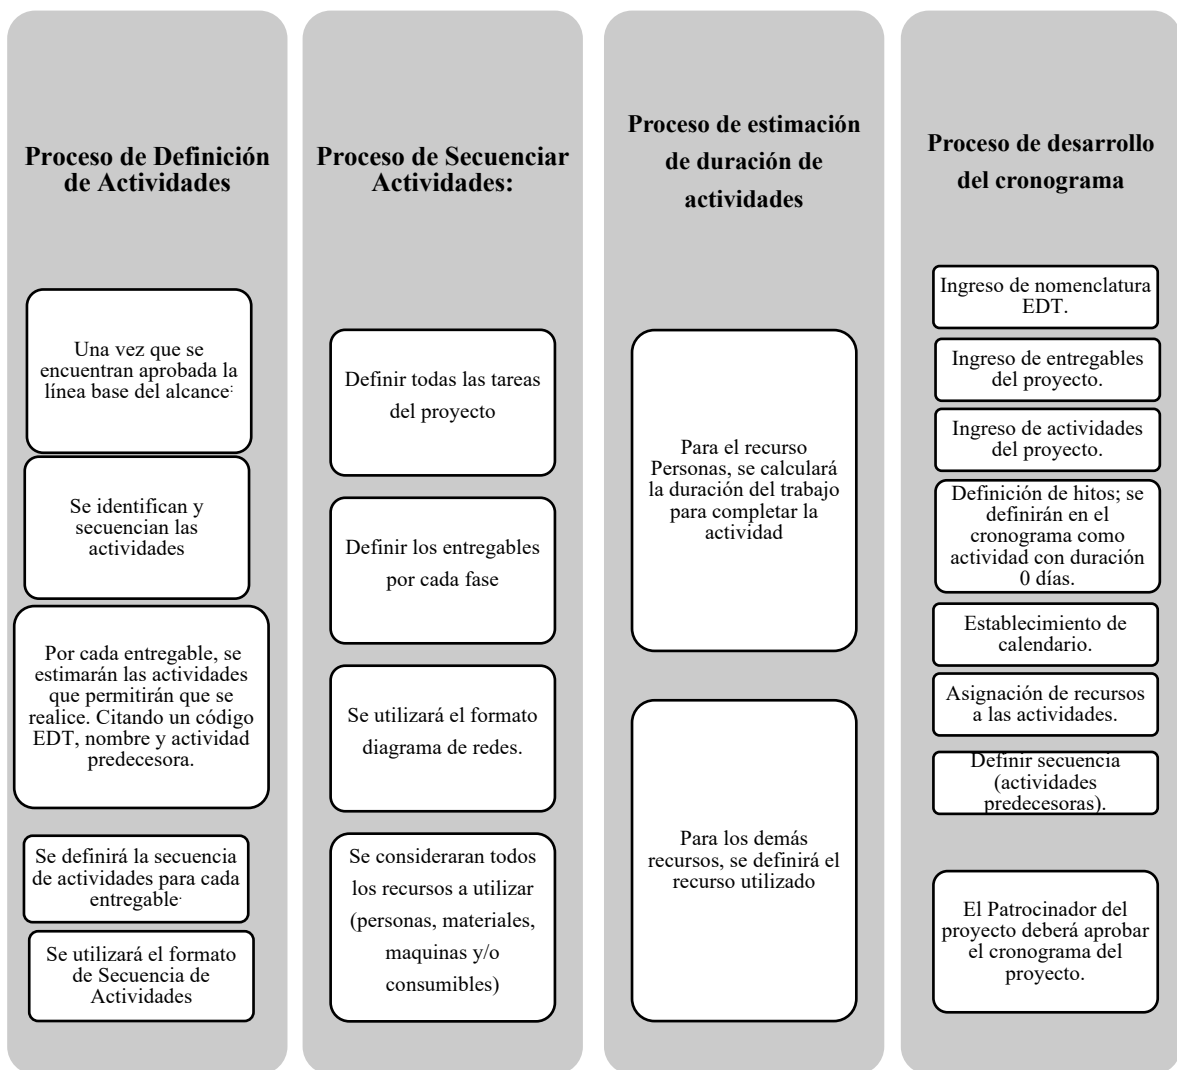 Proceso de Definición
de Actividades
Una vez que se
encuentran aprobada la
línea base del alcance:
Se identifican y
secuencian las
actividades
Por cada entregable, se
estimarán las actividades
que permitirán que se
realice. Citando un código
EDT, nombre y actividad
predecesora.
Se definirá la secuencia
de actividades para cada
entregable.
Se utilizará el formato
de Secuencia de
Actividades
Proceso de Secuenciar
Actividades:
Definir todas las tareas
del proyecto
Definir los entregables
por cada fase
Se utilizará el formato
diagrama de redes.
Se consideraran todos
los recursos a utilizar
(personas, materiales,
maquinas y/o
consumibles)
Proceso de estimación
de duración de
actividades
Para el recurso
Personas, se calculará
la duración del trabajo
para completar la
actividad
Para los demás
recursos, se definirá el
recurso utilizado
Proceso de desarrollo
del cronograma
Ingreso de nomenclatura
EDT.
Ingreso de entregables
del proyecto.
Ingreso de actividades
del proyecto.
Definición de hitos; se
definirán en el
cronograma como
actividad con duración
0 días.
Establecimiento de
calendario.
Asignación de recursos
a las actividades.
Definir secuencia
(actividades
predecesoras).
El Patrocinador del
proyecto deberá aprobar
el cronograma del
proyecto.